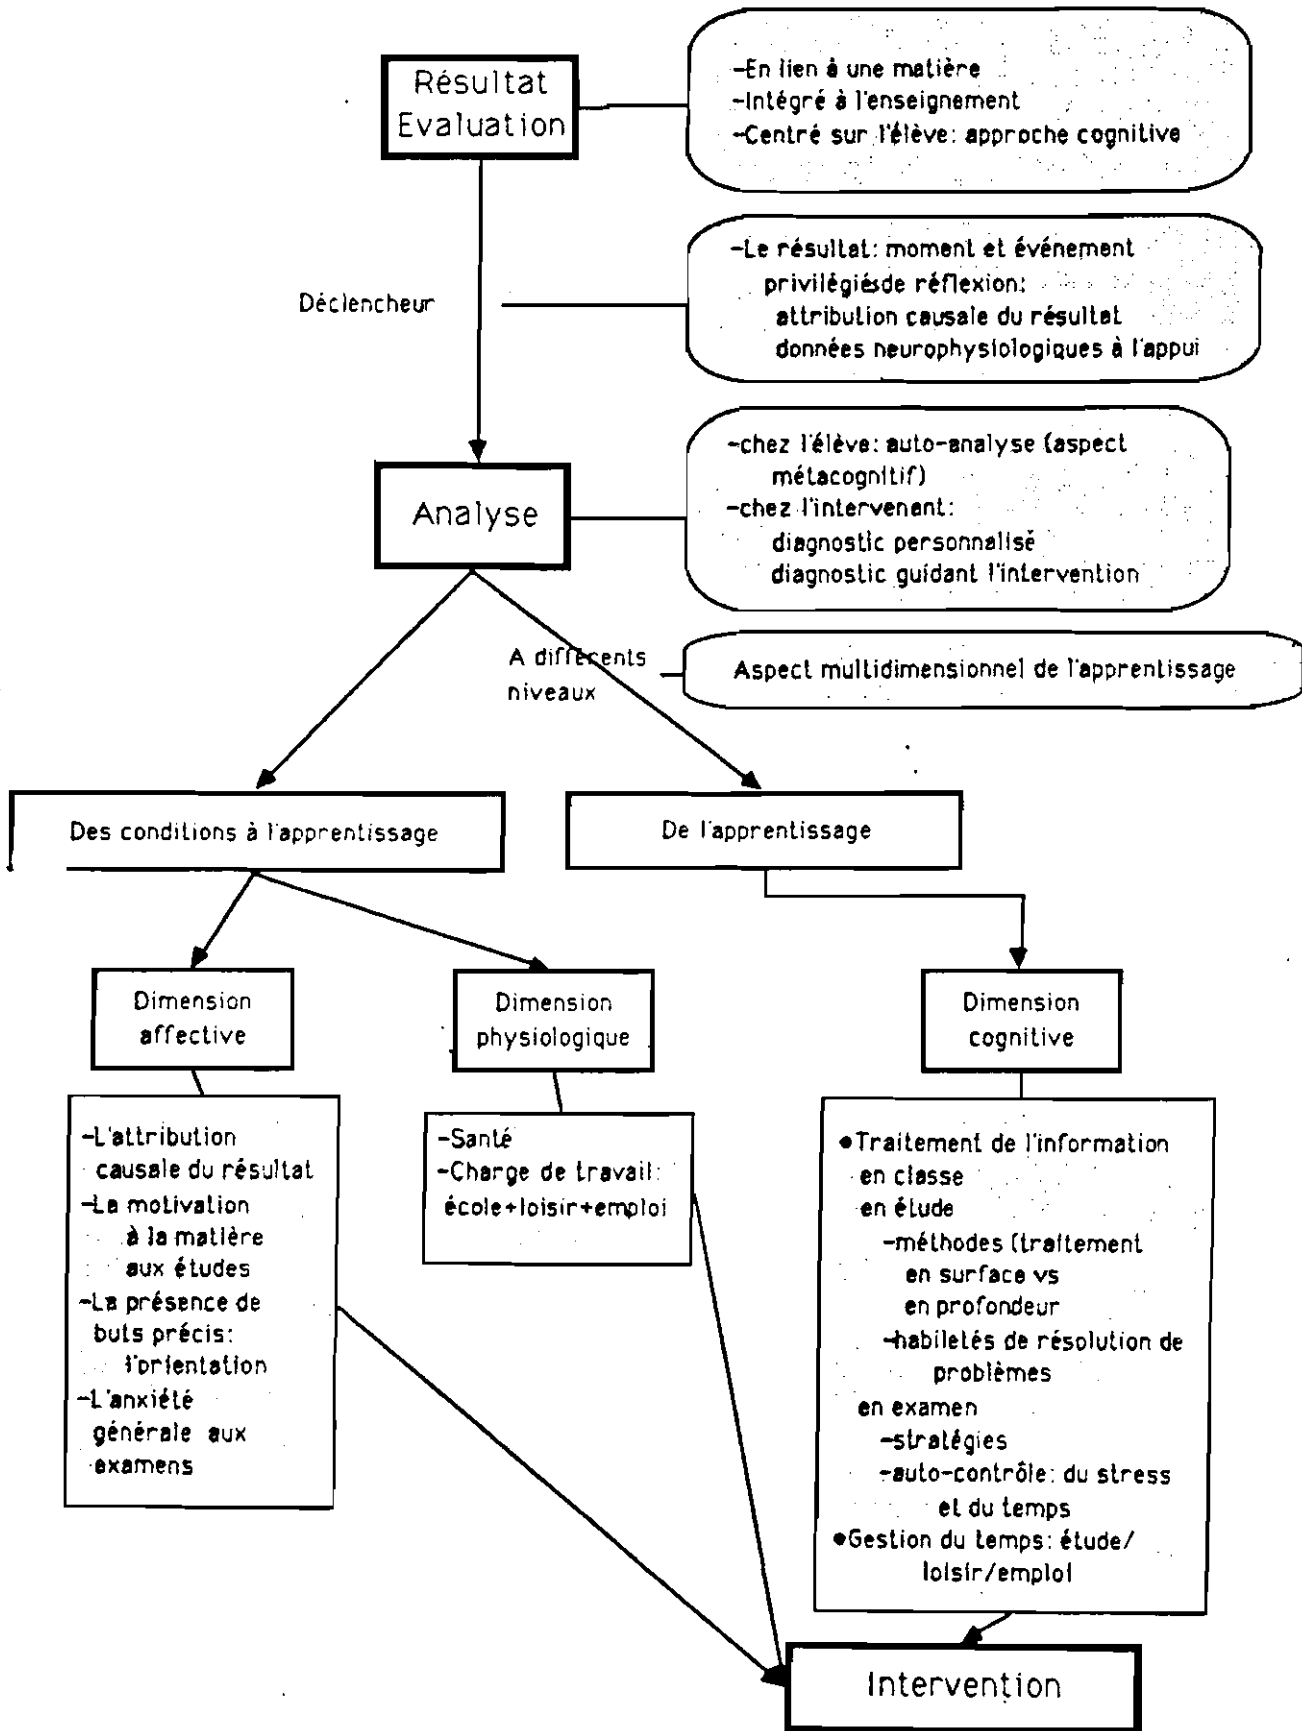 Résultat
Evaluation
-En lien à une matière
-Intégré à l'enseignement
-Centré sur l'élève: approche cognitive
Déclencheur
-Le résultat: moment et événement
privilégiésde réflexion:
attribution causale du résultat
données neurophysiologiques à l'appui
Analyse
-chez l'élève: auto-analyse (aspect
métacognitif)
-chez l'intervenant:
diagnostic personnalisé
diagnostic guidant l'intervention
A différents
niveaux
Aspect multidimensionnel de l'apprentissage
Des conditions à l'apprentissage
De l'apprentissage
Dimension
affective
Dimension
physiologique
Dimension
cognitive
-L'attribution
causale du résultat
-La motivation
à la matière
aux études
-La présence de
buts précis:
l'orientation
-L'anxiété
générale aux
examens
-Santé
-Charge de travail:
école+loisir+emploi
•Traitement de l'information
en classe
en étude
-méthodes (traitement
en surface vs
en profondeur
-habiletés de résolution de
problèmes
en examen
-stratégies
-auto-contrôle: du stress
et du temps
•Gestion du temps: étude/
loisir/emploi
Intervention